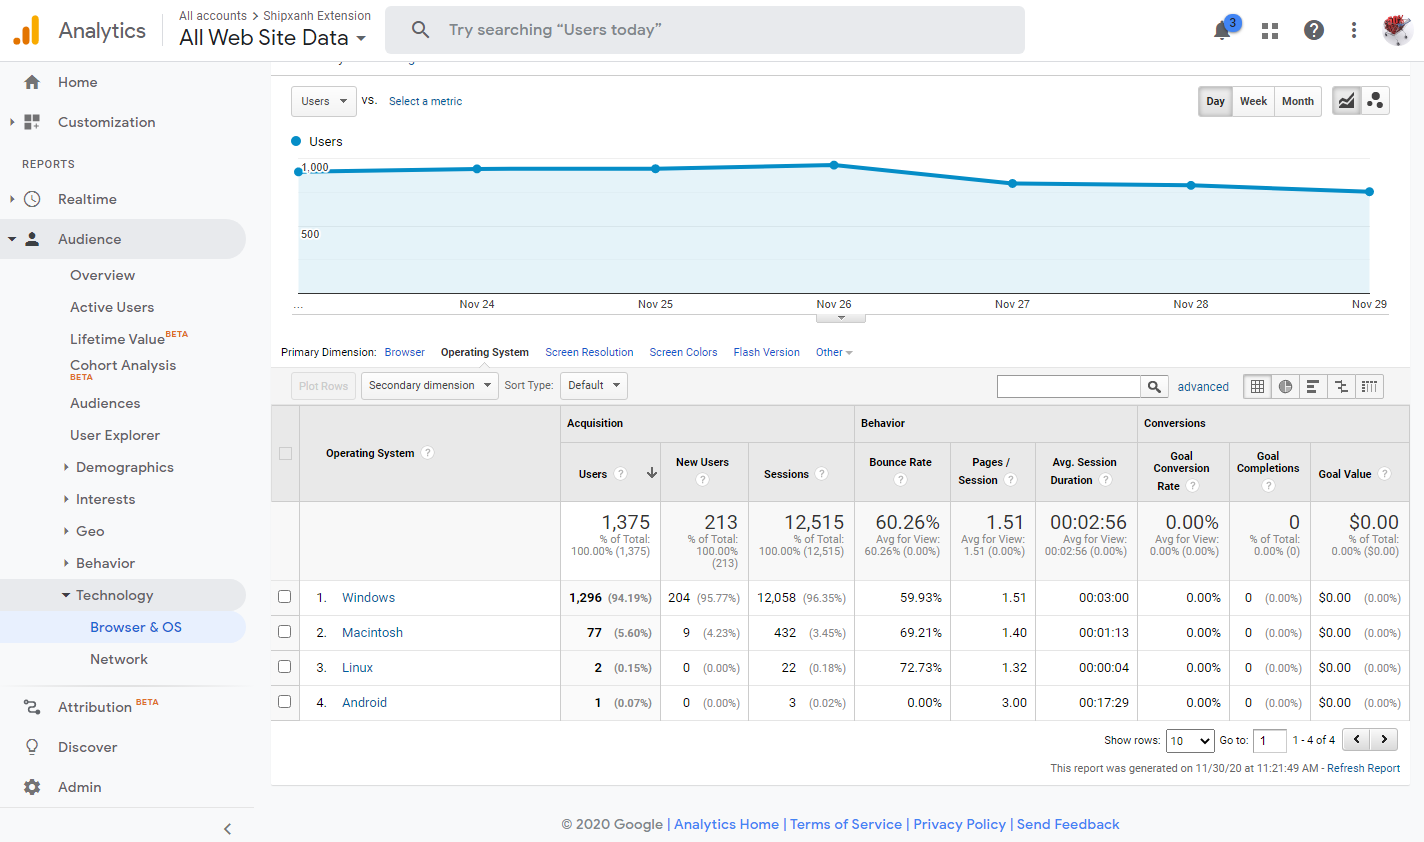 Analytics
All accounts > Shipxanh Extension
All Web Site Data
Try searching “Users today”
3
Home
Customization
REPORTS
Realtime
Audience
Overview
Active Users
Lifetime Value BETA
Cohort Analysis
BETA
Audiences
User Explorer
Demographics
Interests
Geo
Behavior
Technology
Browser & OS
Network
Attribution BETA
Discover
Admin
Users VS. Select a metric
Day Week Month
Users
1,000
500
... Nov 24 Nov 25 Nov 26 Nov 27 Nov 28 Nov 29
Primary Dimension: Browser Operating System Screen Resolution Screen Colors Flash Version Other
Plot Rows Secondary dimension Sort Type: Default advanced
Operating System ?
Acquisition Behavior Conversions
Users ? New Users ? Sessions ? Bounce Rate ? Pages / Session ? Avg. Session Duration ? Goal Conversion Rate ? Goal Completions ? Goal Value ?
1,375 213 12,515 60.26% 1.51 00:02:56 0.00% 0 $0.00
% of Total: 100.00% (1,375) % of Total: 100.00% (213) % of Total: 100.00% (12,515) Avg for View: 60.26% (0.00%) Avg for View: 1.51 (0.00%) Avg for View: 00:02:56 (0.00%) Avg for View: 0.00% (0.00%) % of Total: 0.00% (0) % of Total: 0.00% ($0.00)
1. Windows 1,296 (94.19%) 204 (95.77%) 12,058 (96.35%) 59.93% 1.51 00:03:00 0.00% 0 (0.00%) $0.00 (0.00%)
2. Macintosh 77 (5.60%) 9 (4.23%) 432 (3.45%) 69.21% 1.40 00:01:13 0.00% 0 (0.00%) $0.00 (0.00%)
3. Linux 2 (0.15%) 0 (0.00%) 22 (0.18%) 72.73% 1.32 00:00:04 0.00% 0 (0.00%) $0.00 (0.00%)
4. Android 1 (0.07%) 0 (0.00%) 3 (0.02%) 0.00% 3.00 00:17:29 0.00% 0 (0.00%) $0.00 (0.00%)
Show rows: 10 Go to: 1 1 - 4 of 4
This report was generated on 11/30/20 at 11:21:49 AM - Refresh Report
© 2020 Google | Analytics Home | Terms of Service | Privacy Policy | Send Feedback